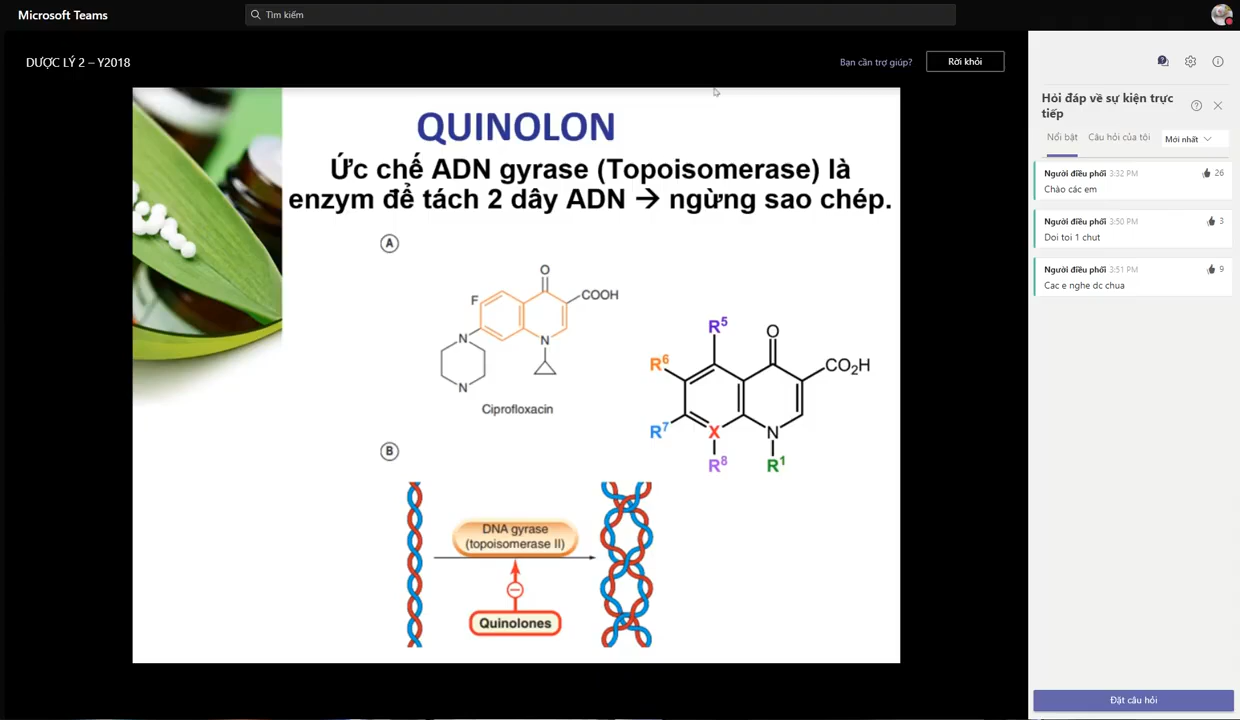 Microsoft Teams
Tìm kiếm
DƯỢC LÝ 2 – Y2018
Bạn cần trợ giúp?
Rời khỏi
QUINOLON
Ức chế ADN gyrase (Topoisomerase) là
enzym để tách 2 dây ADN → ngừng sao chép.
A
O
F
COOH
N
N
N
Ciprofloxacin
R5
O
R6
CO2H
R7
X
N
R8
R1
B
DNA gyrase
(topoisomerase II)
Quinolones
Hỏi đáp về sự kiện trực
tiếp
Nổi bật
Câu hỏi của tôi
Mới nhất
Người điều phối 3:32 PM
26
Chào các em
Người điều phối 3:50 PM
3
Doi toi 1 chut
Người điều phối 3:51 PM
9
Cac e nghe dc chua
Đặt câu hỏi